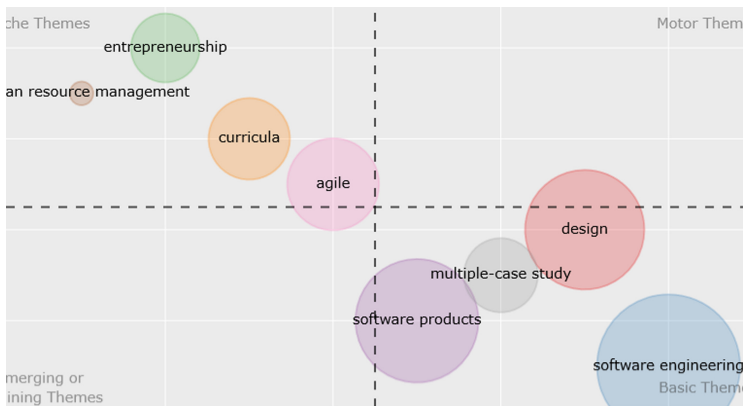 che Themes
Motor Them
entrepreneurship
an resource management
curricula
agile
design
multiple-case study
software products
software engineering
merging or
ining Themes
Basic Theme